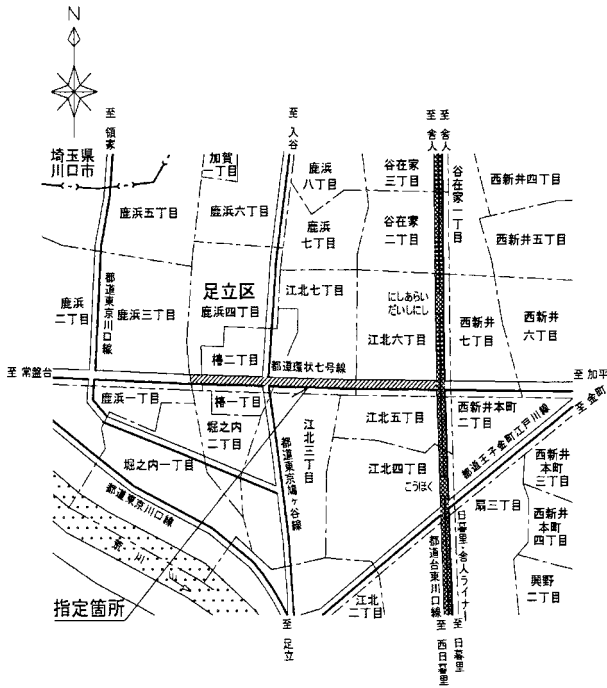 N
至 領家
至 入谷
至 舎人
至 舎人
埼玉県
川口市
加賀
二丁目
鹿浜
八丁目
谷在家
三丁目
谷在家一丁目
西新井四丁目
鹿浜五丁目
鹿浜六丁目
鹿浜
七丁目
谷在家
二丁目
西新井五丁目
都道東京川口線
足立区
鹿浜四丁目
江北七丁目
にしあらい
だいしにし
鹿浜
二丁目
鹿浜三丁目
江北六丁目
西新井
七丁目
西新井
六丁目
椿二丁目
都道環状七号線
至 常盤台
至 加平
至 金町
鹿浜一丁目
椿一丁目
堀之内
二丁目
江北三丁目
江北五丁目
西新井本町
二丁目
都道王子金町江戸川線
堀之内一丁目
都道東京鳩ヶ谷線
江北四丁目
こうほく
西新井
本町
三丁目
都道東京川口線
扇三丁目
西新井
本町
四丁目
荒川
日暮里・舎人ライナー
都道台東川口線
興野
二丁目
指定箇所
江北
二丁目
至 足立
至 西日暮里
至 日暮里